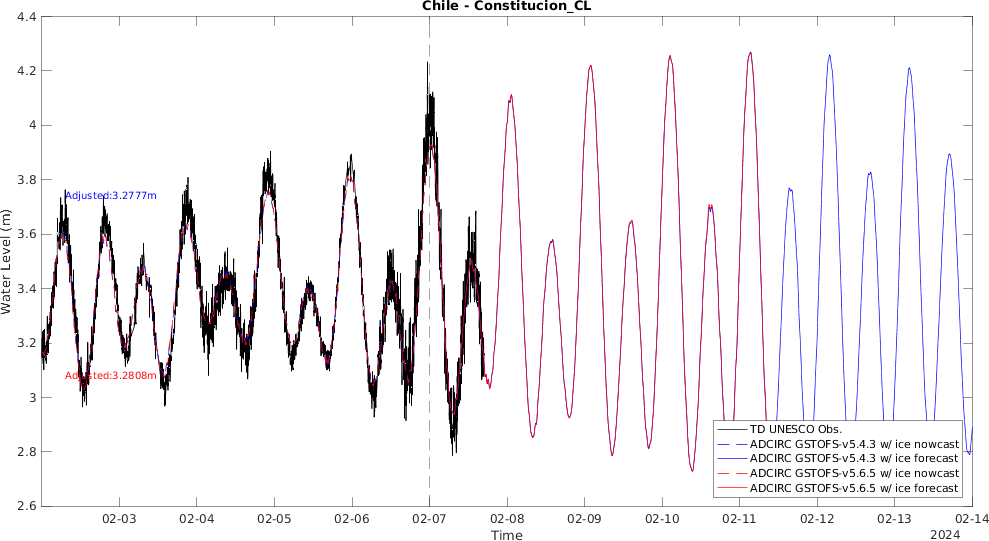 Chile - Constitucion_CL
4.4
4.2
4
3.8
3.6
3.4
3.2
3
2.8
2.6
Water Level (m)
Adjusted:3.2777m
Adjusted:3.2808m
TD UNESCO Obs.
ADCIRC GSTOFS-v5.4.3 w/ ice nowcast
ADCIRC GSTOFS-v5.4.3 w/ ice forecast
ADCIRC GSTOFS-v5.6.5 w/ ice nowcast
ADCIRC GSTOFS-v5.6.5 w/ ice forecast
02-03 02-04 02-05 02-06 02-07 02-08 02-09 02-10 02-11 02-12 02-13 02-14
Time
2024